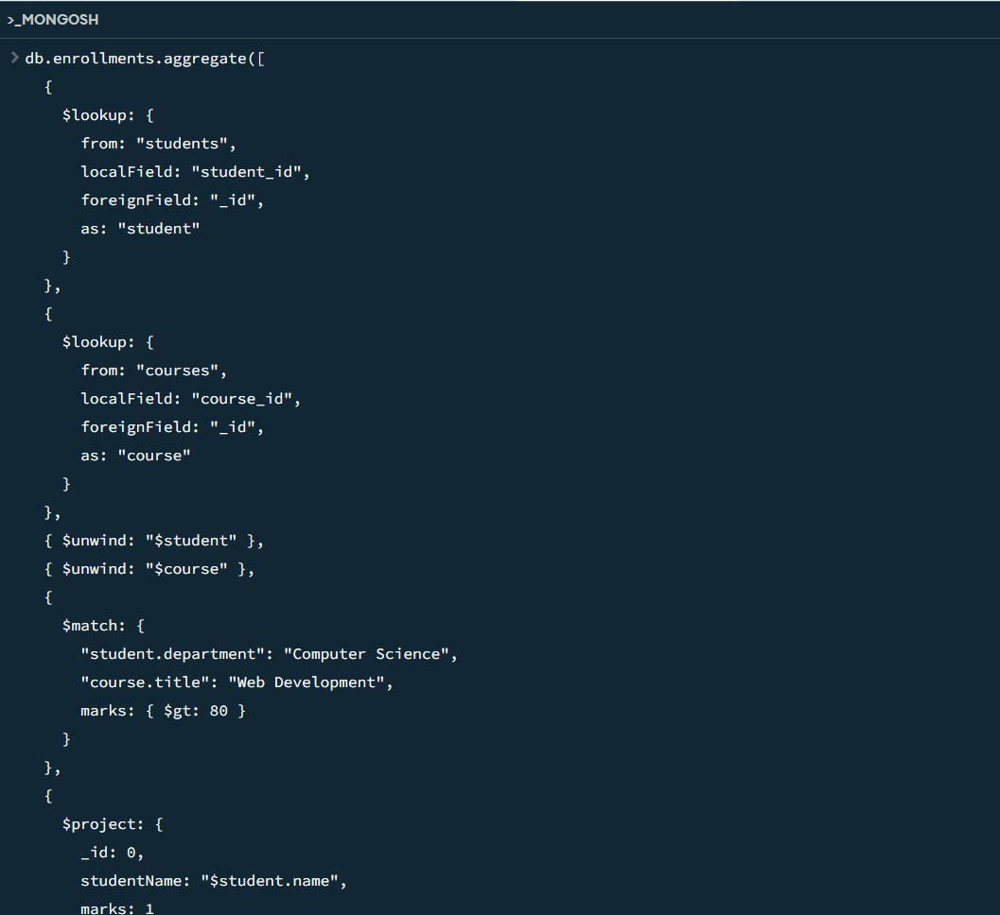 >_MONGOSH
> db.enrollments.aggregate([
{
$lookup: {
from: "students",
localField: "student_id",
foreignField: "_id",
as: "student"
}
},
{
$lookup: {
from: "courses",
localField: "course_id",
foreignField: "_id",
as: "course"
}
},
{ $unwind: "$student" },
{ $unwind: "$course" },
{
$match: {
"student.department": "Computer Science",
"course.title": "Web Development",
marks: { $gt: 80 }
}
},
{
$project: {
_id: 0,
studentName: "$student.name",
marks: 1